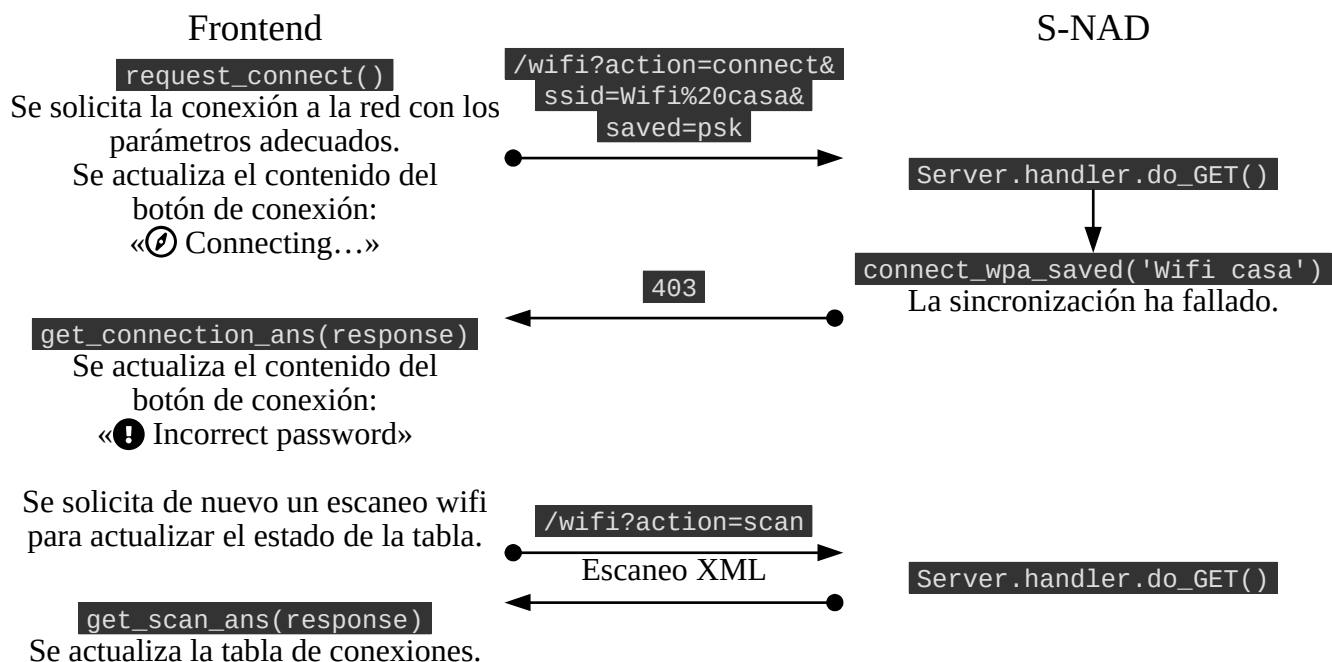 Frontend
S-NAD
request_connect()
Se solicita la conexión a la red con los
parámetros adecuados.
Se actualiza el contenido del
botón de conexión:
« Connecting…»
/wifi?action=connect&
ssid=Wifi%20casa&
saved=psk
Server.handler.do_GET()
connect_wpa_saved('Wifi casa')
La sincronización ha fallado.
403
get_connection_ans(response)
Se actualiza el contenido del
botón de conexión:
« Incorrect password»
Se solicita de nuevo un escaneo wifi
para actualizar el estado de la tabla.
/wifi?action=scan
Escaneo XML
Server.handler.do_GET()
get_scan_ans(response)
Se actualiza la tabla de conexiones.